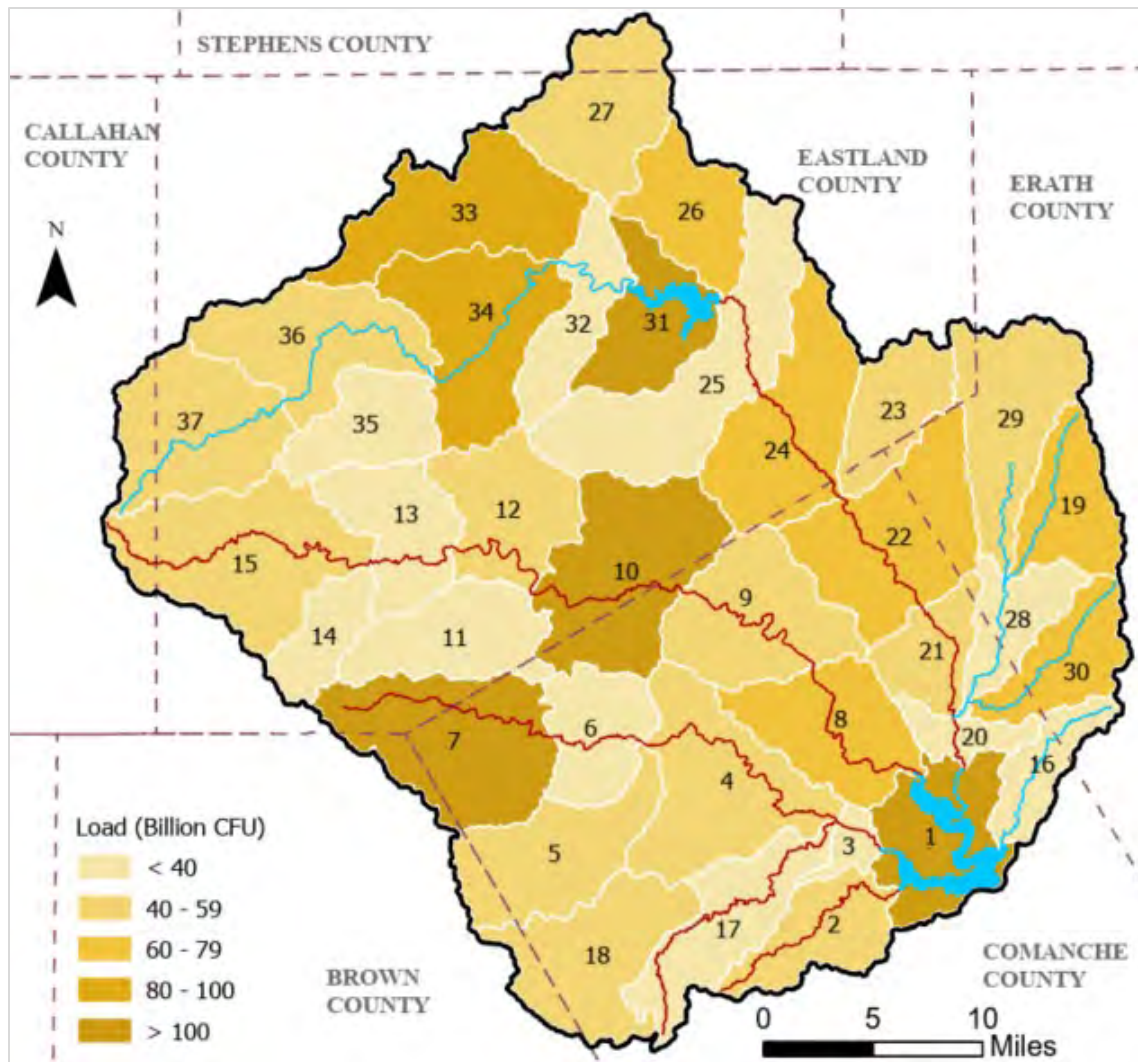 STEPHENS COUNTY
27
CALLAHAN
COUNTY
EASTLAND
COUNTY
ERATH
COUNTY
N
33
26
34
32
31
36
25
23
29
37
35
24
19
13
12
22
15
10
9
14
11
28
21
30
6
7
8
20
16
4
1
3
5
17
2
18
Load (Billion CFU)
< 40
40 - 59
60 - 79
80 - 100
> 100
BROWN
COUNTY
COMANCHE
COUNTY
0 5 10
Miles